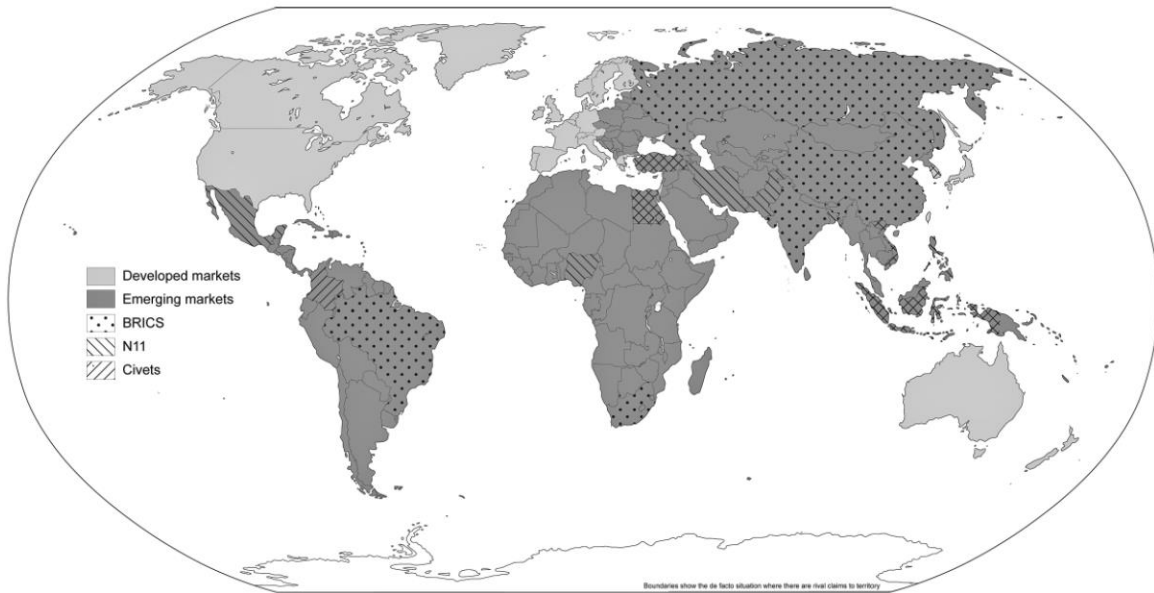 Developed markets
Emerging markets
BRICS
N11
Civets
Boundaries show the de facto situation where there are rival claims to territory